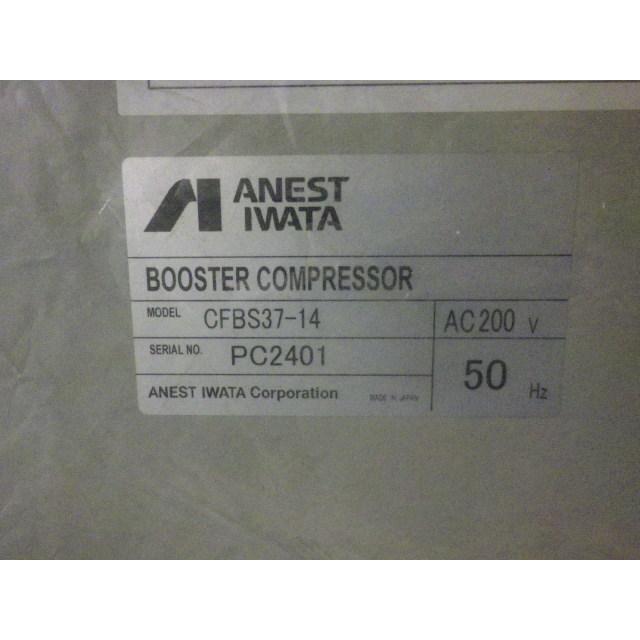 ANEST
IWATA
BOOSTER COMPRESSOR
MODEL CFBS37-14 AC200 V
SERIAL NO. PC2401 50 Hz
ANEST IWATA Corporation MADE IN JAPAN